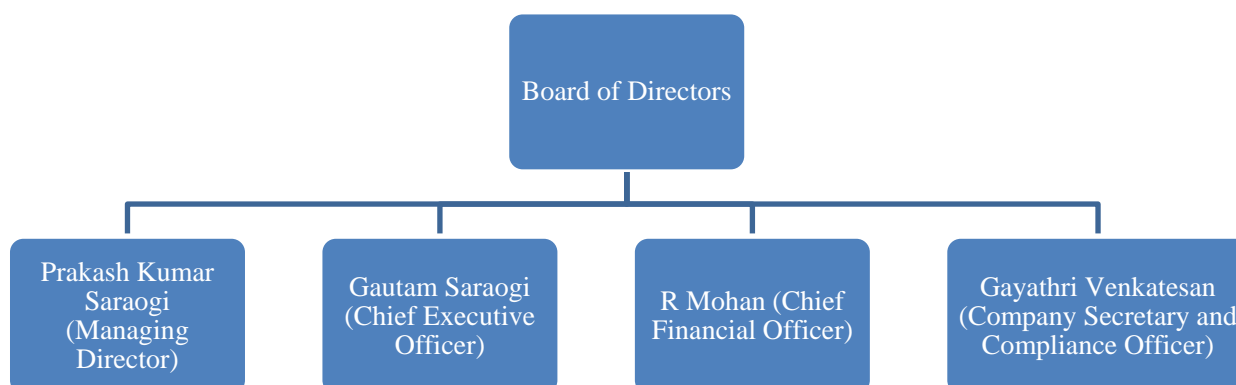 Board of Directors
Prakash Kumar
Saraogi
(Managing
Director)
Gautam Saraogi
(Chief Executive
Officer)
R Mohan (Chief
Financial Officer)
Gayathri Venkatesan
(Company Secretary and
Compliance Officer)